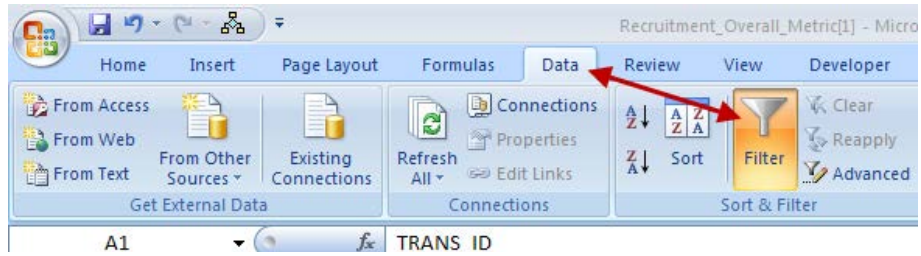 Recruitment_Overall_Metric[1] - Micro
Home Insert Page Layout Formulas Data Review View Developer
From Access
From Web
From Text
From Other
Sources
Existing
Connections
Get External Data
Refresh
All
Connections
Properties
Edit Links
Connections
A
Z
Z
A
A Z
Z A
Sort
Filter
Clear
Reapply
Advanced
Sort & Filter
A1 fx TRANS_ID